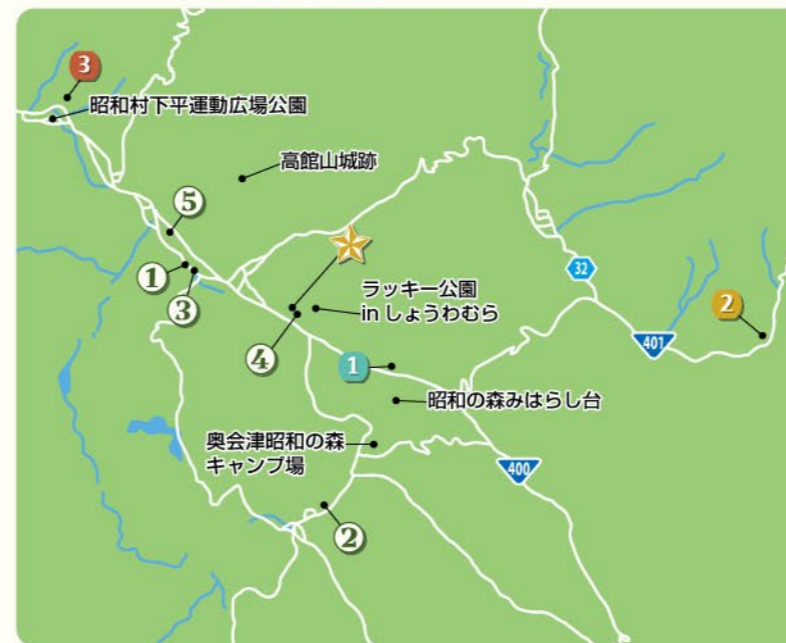 3
昭和村下平運動広場公園
高館山城跡
5
1
3
ラッキー公園
in しょうわむら
4
32
2
401
1
昭和の森みはらし台
奥会津昭和の森
キャンプ場
400
2